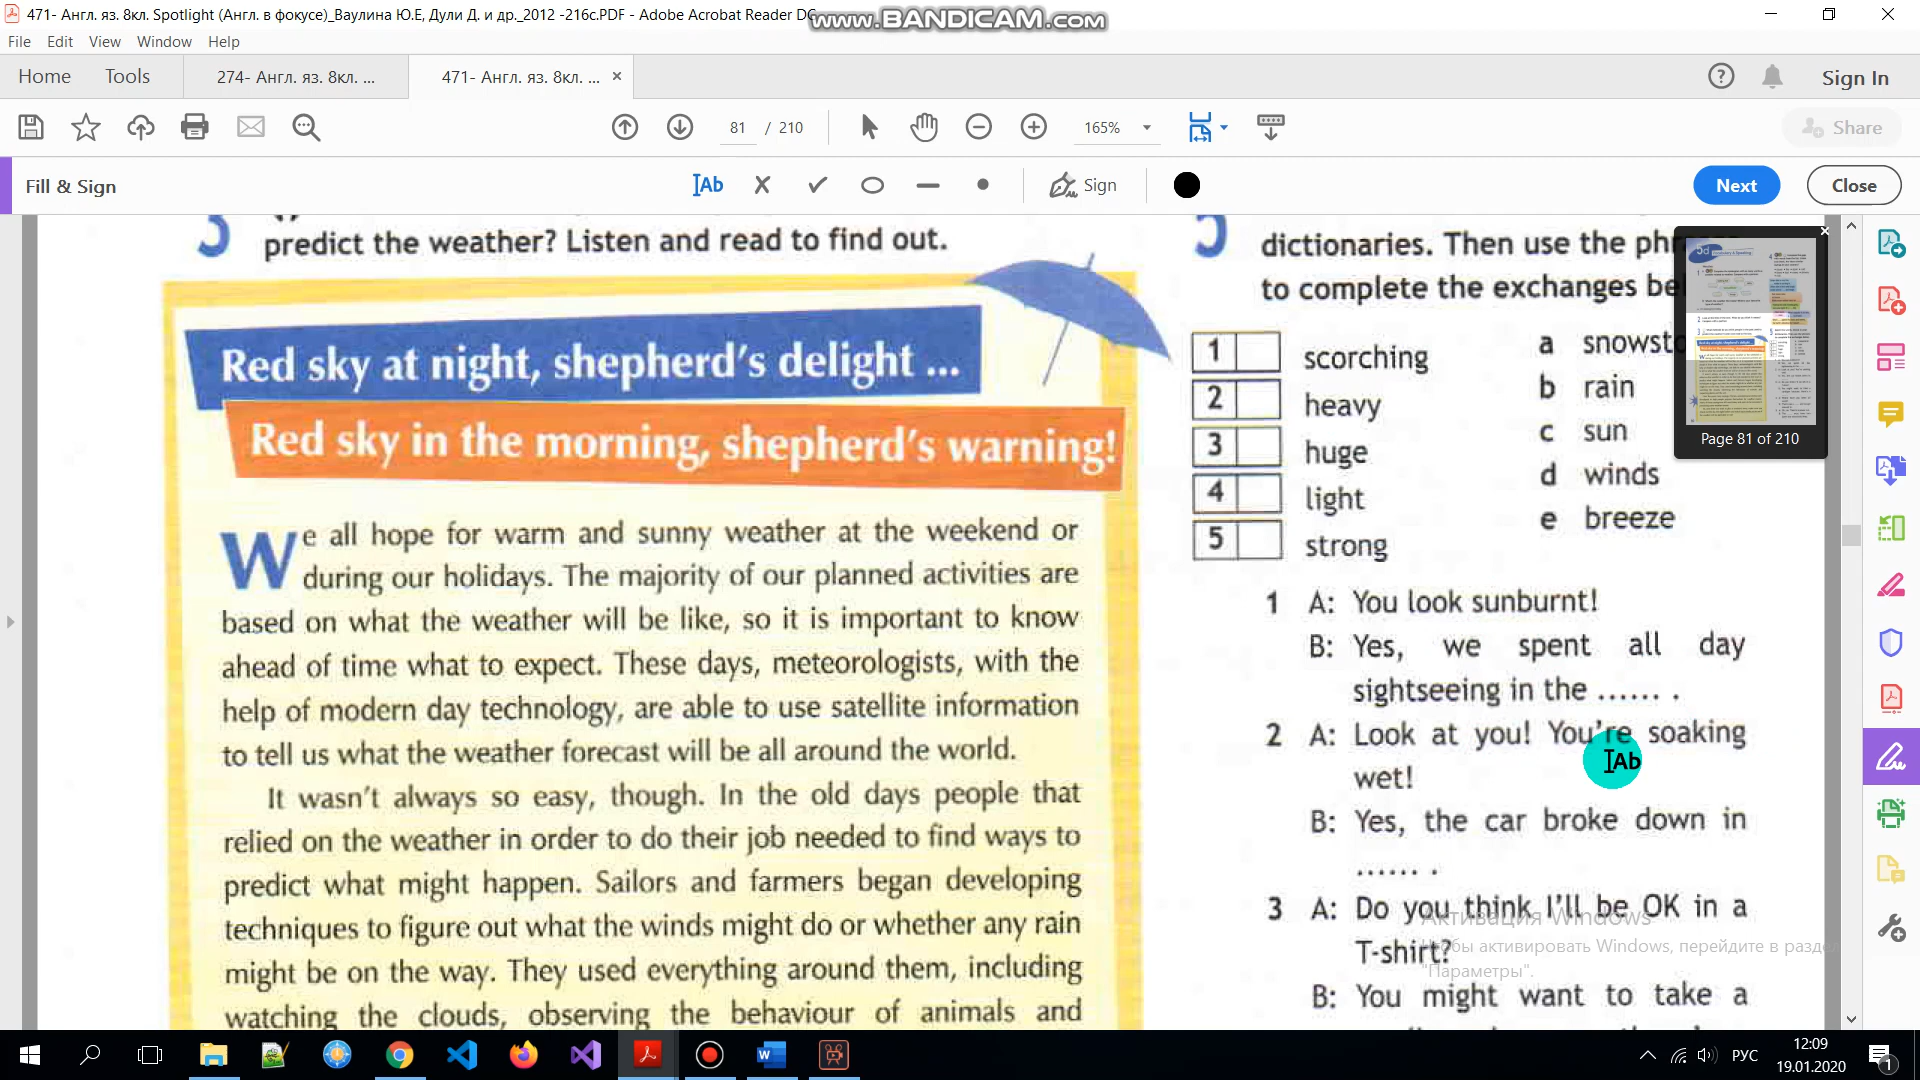 471- Англ. яз. 8кл. Spotlight (Англ. в фокусе)_Ваулина Ю.Е, Дули Д. и др._2012 -216с.PDF - Adobe Acrobat Reader DC
www.BANDICAM.com
File Edit View Window Help
Home Tools 274- Англ. яз. 8кл. ... 471- Англ. яз. 8кл. ... × ? Sign In
81 / 210 165% Share
Fill & Sign Ab Sign Next Close
3 predict the weather? Listen and read to find out.
Red sky at night, shepherd's delight ...
Red sky in the morning, shepherd's warning!
We all hope for warm and sunny weather at the weekend or
during our holidays. The majority of our planned activities are
based on what the weather will be like, so it is important to know
ahead of time what to expect. These days, meteorologists, with the
help of modern day technology, are able to use satellite information
to tell us what the weather forecast will be all around the world.
It wasn't always so easy, though. In the old days people that
relied on the weather in order to do their job needed to find ways to
predict what might happen. Sailors and farmers began developing
techniques to figure out what the winds might do or whether any rain
might be on the way. They used everything around them, including
watching the clouds, observing the behaviour of animals and
5 dictionaries. Then use the
to complete the exchanges
1 scorching a
2 heavy b rain
3 huge c sun
4 light d winds
5 strong e breeze
1 A: You look sunburnt!
B: Yes, we spent all day
sightseeing in the ...... .
2 A: Look at you! You're soaking
wet!
B: Yes, the car broke down in
...... .
3 A: Do you think I'll be OK in a
T-shirt?
B: You might want to take a
5d
Page 81 of 210
Ab
Активация Windows
Чтобы активировать Windows, перейдите в
"Параметры".
РУС
12:09
19.01.2020
1